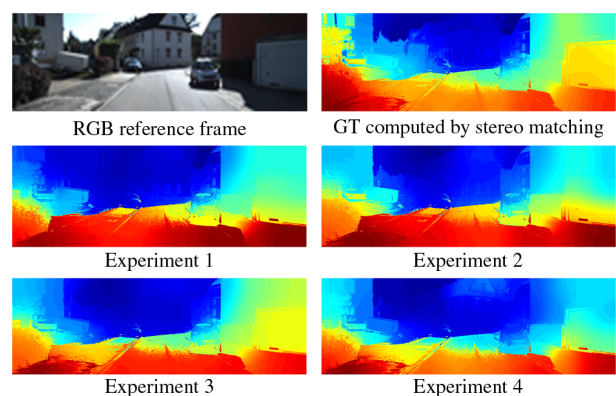 RGB reference frame
GT computed by stereo matching
Experiment 1
Experiment 2
Experiment 3
Experiment 4